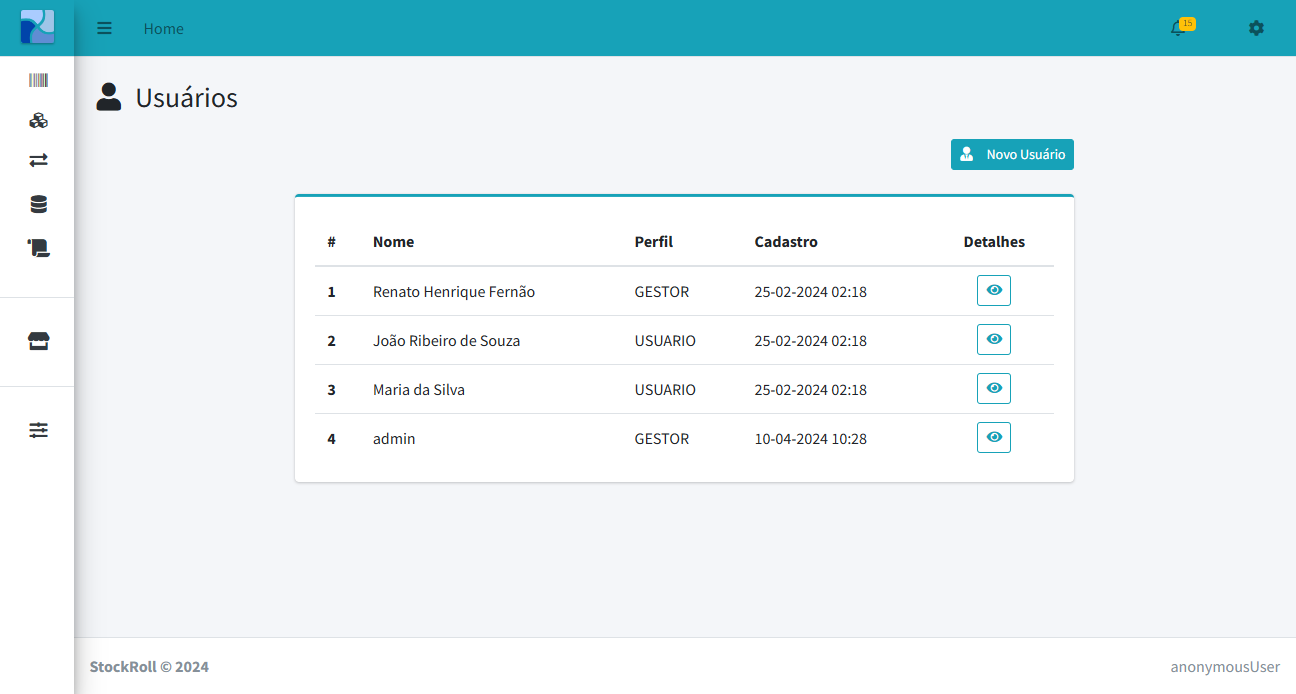 Home
15
Usuários
Novo Usuário
# Nome Perfil Cadastro Detalhes
1 Renato Henrique Fernão GESTOR 25-02-2024 02:18
2 João Ribeiro de Souza USUARIO 25-02-2024 02:18
3 Maria da Silva USUARIO 25-02-2024 02:18
4 admin GESTOR 10-04-2024 10:28
StockRoll © 2024 anonymousUser